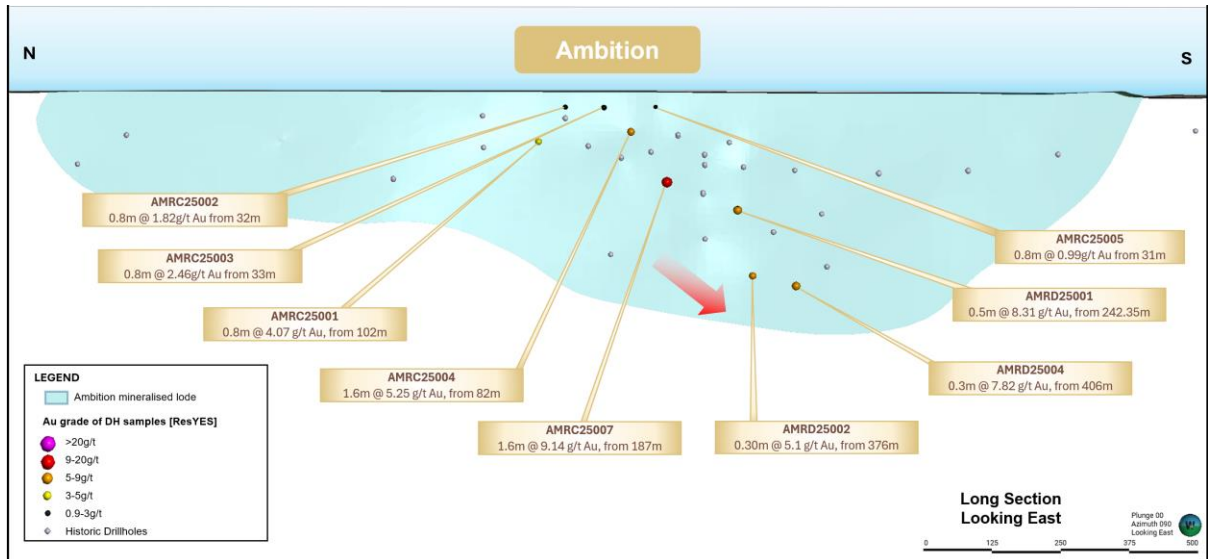 N
Ambition
S
AMRC25002
0.8m @ 1.82g/t Au from 32m
AMRC25003
0.8m @ 2.46g/t Au from 33m
AMRC25001
0.8m @ 4.07 g/t Au, from 102m
AMRC25004
1.6m @ 5.25 g/t Au, from 82m
AMRC25007
1.6m @ 9.14 g/t Au, from 187m
AMRD25002
0.30m @ 5.1 g/t Au, from 376m
AMRC25005
0.8m @ 0.99g/t Au from 31m
AMRD25001
0.5m @ 8.31 g/t Au, from 242.35m
AMRD25004
0.3m @ 7.82 g/t Au, from 406m
LEGEND
Ambition mineralised lode
Au grade of DH samples [ResYES]
>20g/t
9-20g/t
5-9g/t
3-5g/t
0.9-3g/t
Historic Drillholes
Long Section
Looking East
Plunge 00
Azimuth 090
Looking East
0 125 250 375 500